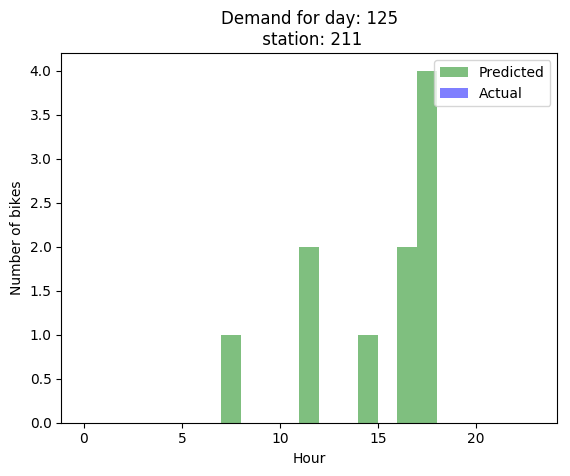 Demand for day: 125
station: 211
Predicted
Actual
4.0
3.5
3.0
2.5
2.0
1.5
1.0
0.5
0.0
Number of bikes
0 5 10 15 20
Hour